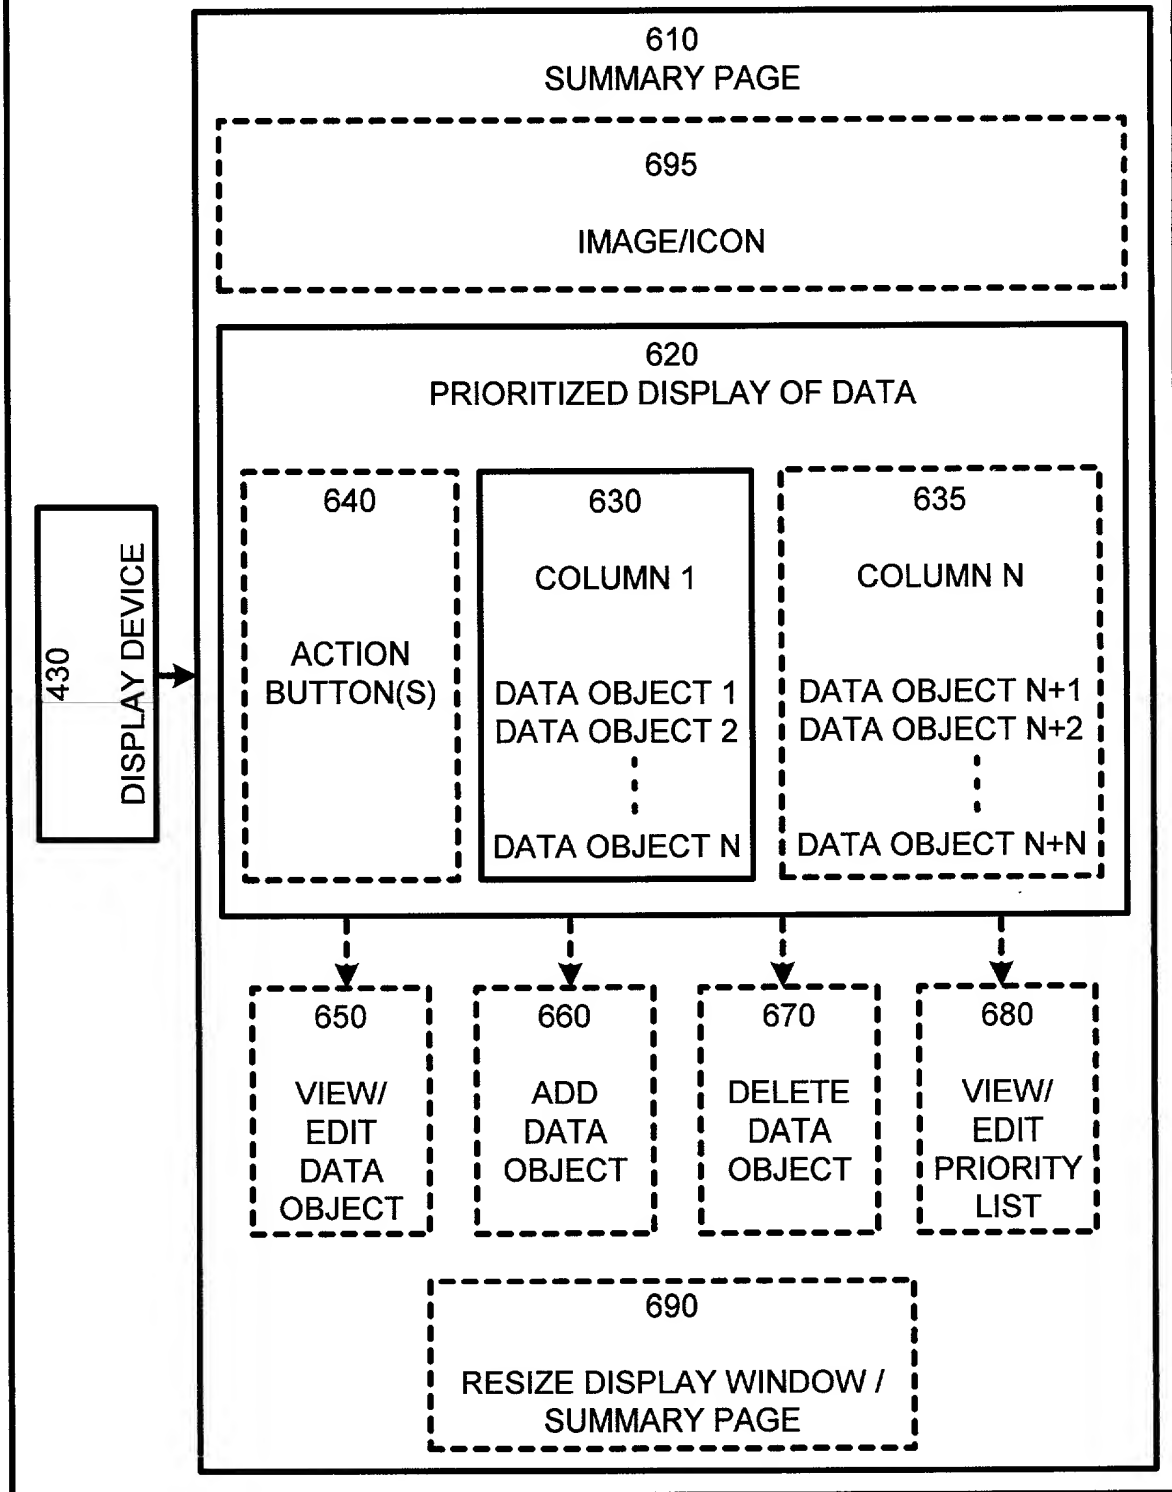 610
SUMMARY PAGE
695
IMAGE/ICON
620
PRIORITIZED DISPLAY OF DATA
640
ACTION
BUTTON(S)
630
COLUMN 1
DATA OBJECT 1
DATA OBJECT 2
DATA OBJECT N
635
COLUMN N
DATA OBJECT N+1
DATA OBJECT N+2
DATA OBJECT N+N
430
DISPLAY DEVICE
650
VIEW/
EDIT
DATA
OBJECT
660
ADD
DATA
OBJECT
670
DELETE
DATA
OBJECT
680
VIEW/
EDIT
PRIORITY
LIST
690
RESIZE DISPLAY WINDOW /
SUMMARY PAGE